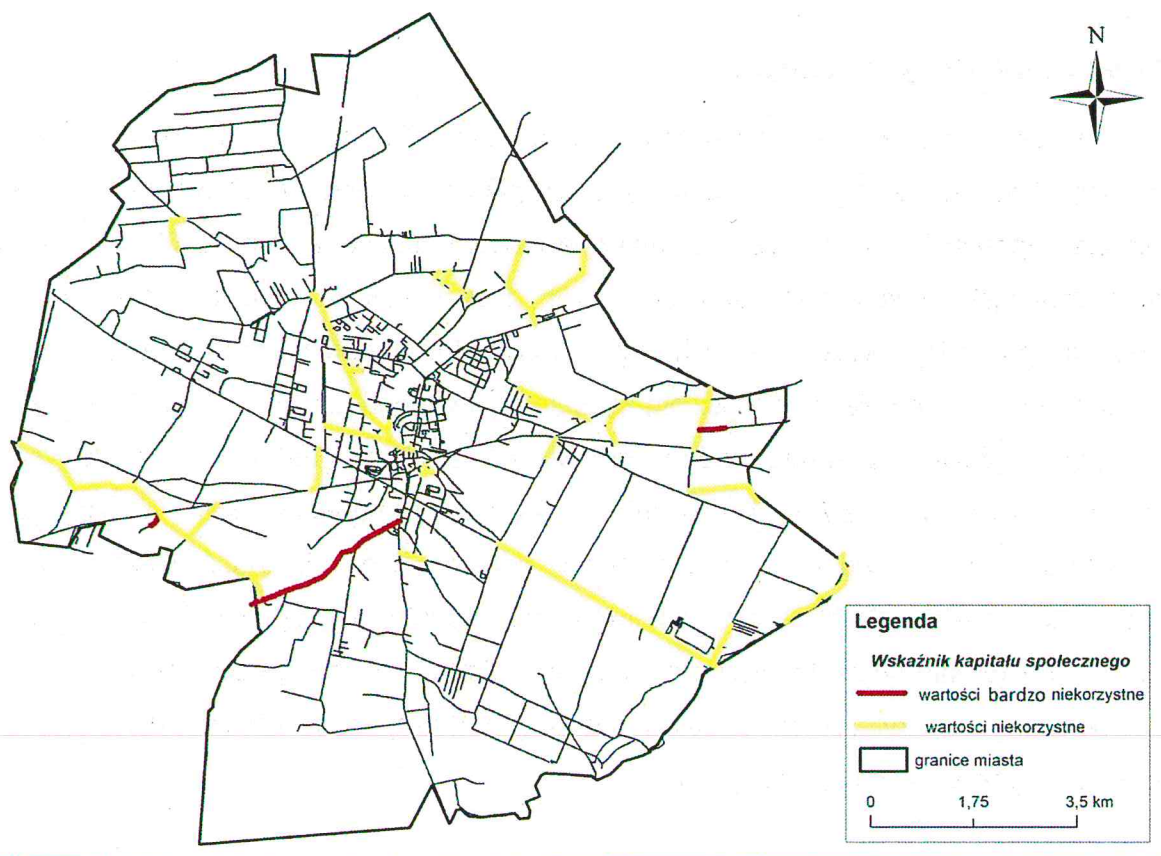 N
Legenda
Wskaźnik kapitału społecznego
wartości bardzo niekorzystne
wartości niekorzystne
granice miasta
0 1,75 3,5 km